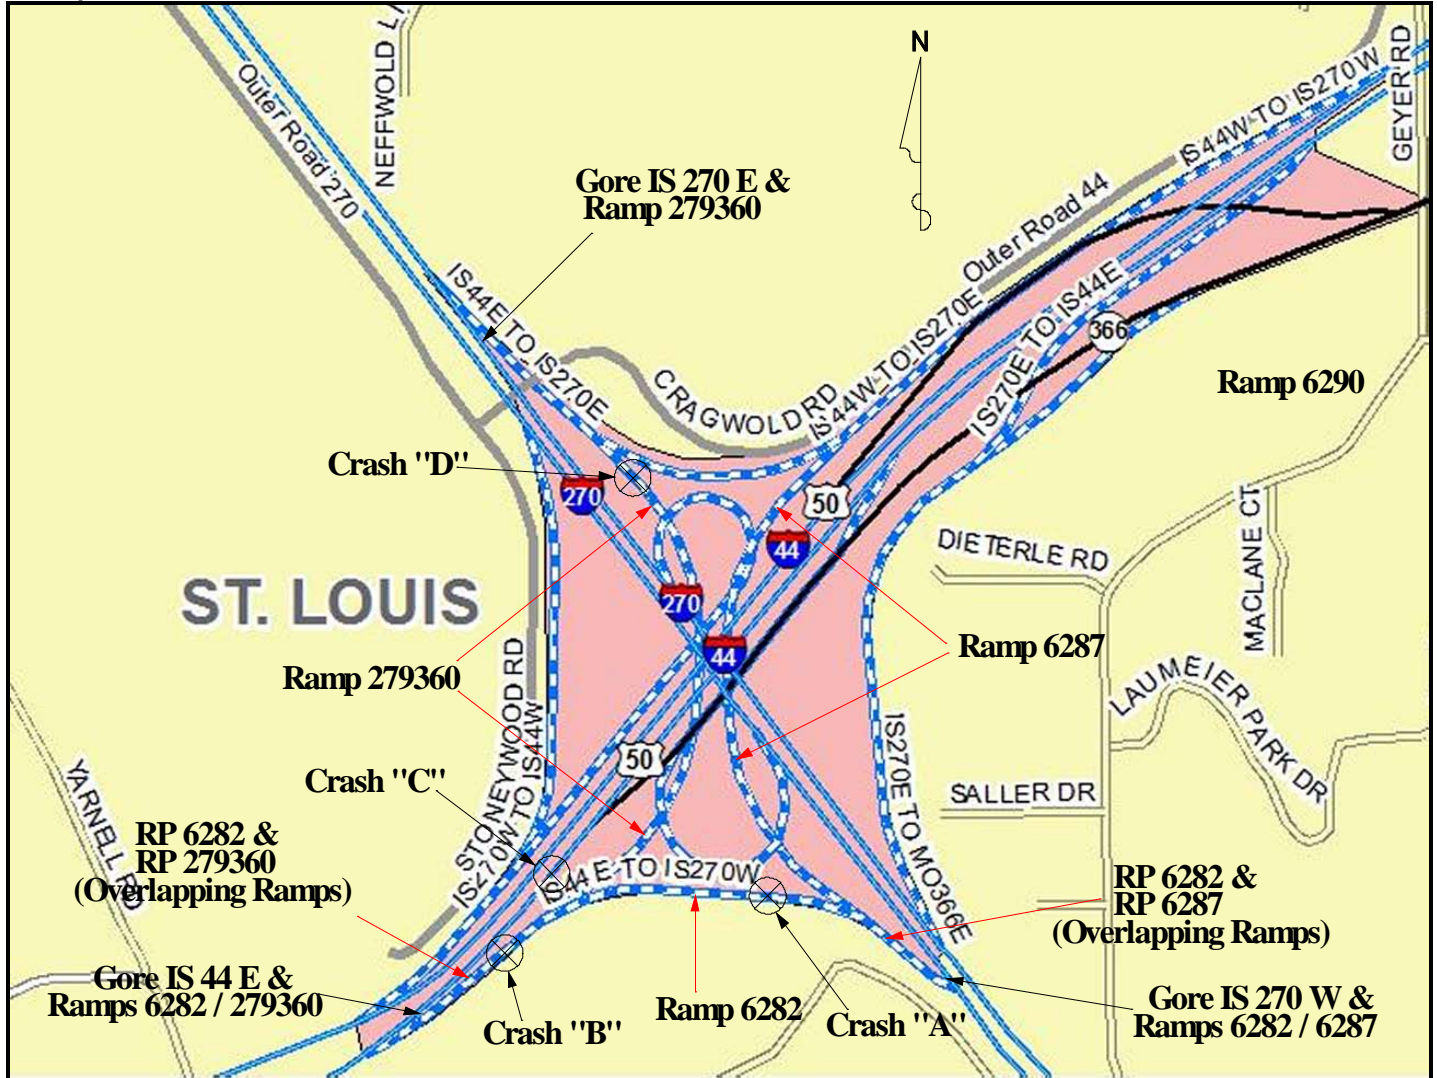 N
NEFFWOLD LA
GEYER RD
Outer Road 270
IS44W TO IS270W
Gore IS 270 E &
Ramp 279360
Outer Road 44
IS44E TO IS270E
IS44W TO IS270E
IS270E TO IS44E
366
Ramp 6290
CRAGWOLD RD
Crash "D"
270
50
44
MACLANE CT
DIETERLE RD
ST. LOUIS
270
44
Ramp 6287
Ramp 279360
LAUMEIER PARK DR
STONEYWOOD RD
IS270W TO IS44W
IS270E TO MO366E
50
Crash "C"
SALLER DR
YARNELL RD
RP 6282 &
RP 279360
(Overlapping Ramps)
IS44 E TO IS270W
RP 6282 &
RP 6287
(Overlapping Ramps)
Gore IS 44 E &
Ramps 6282 / 279360
Crash "B"
Ramp 6282
Crash "A"
Gore IS 270 W &
Ramps 6282 / 6287